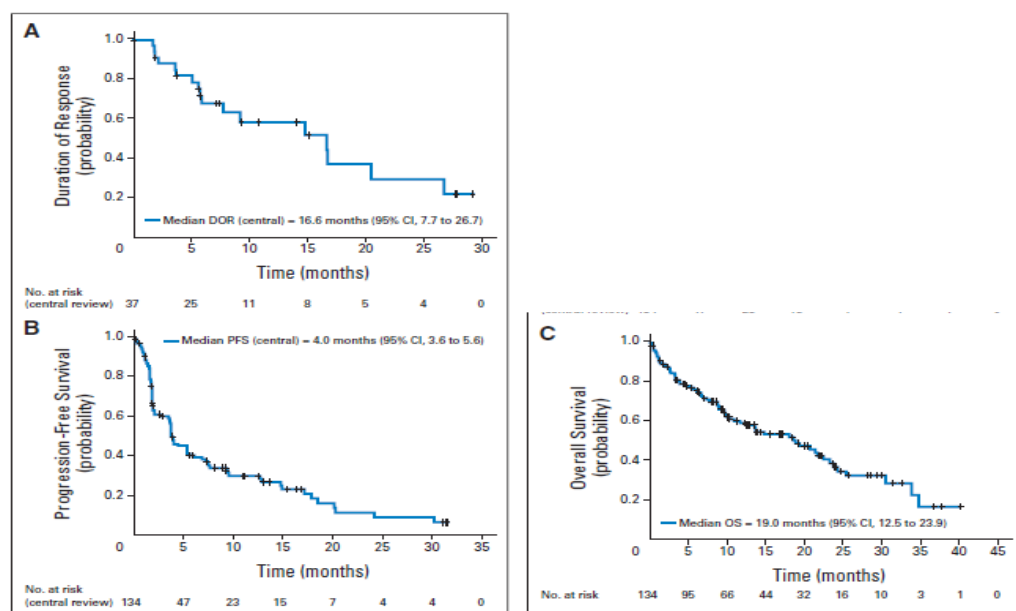 A
Duration of Response
(probability)
1.0
0.8
0.6
0.4
0.2
Median DOR (central) = 16.6 months (95% CI, 7.7 to 26.7)
0 5 10 15 20 25 30
Time (months)
No. at risk
(central review) 37 25 11 8 5 4 0
B
Progression-Free Survival
(probability)
1.0
0.8
0.6
0.4
0.2
Median PFS (central) = 4.0 months (95% CI, 3.6 to 5.6)
0 5 10 15 20 25 30 35
Time (months)
No. at risk
(central review) 134 47 23 15 7 4 4 0
C
Overall Survival
(probability)
1.0
0.8
0.6
0.4
0.2
Median OS = 19.0 months (95% CI, 12.5 to 23.9)
0 5 10 15 20 25 30 35 40 45
Time (months)
No. at risk 134 95 66 44 32 16 10 3 1 0